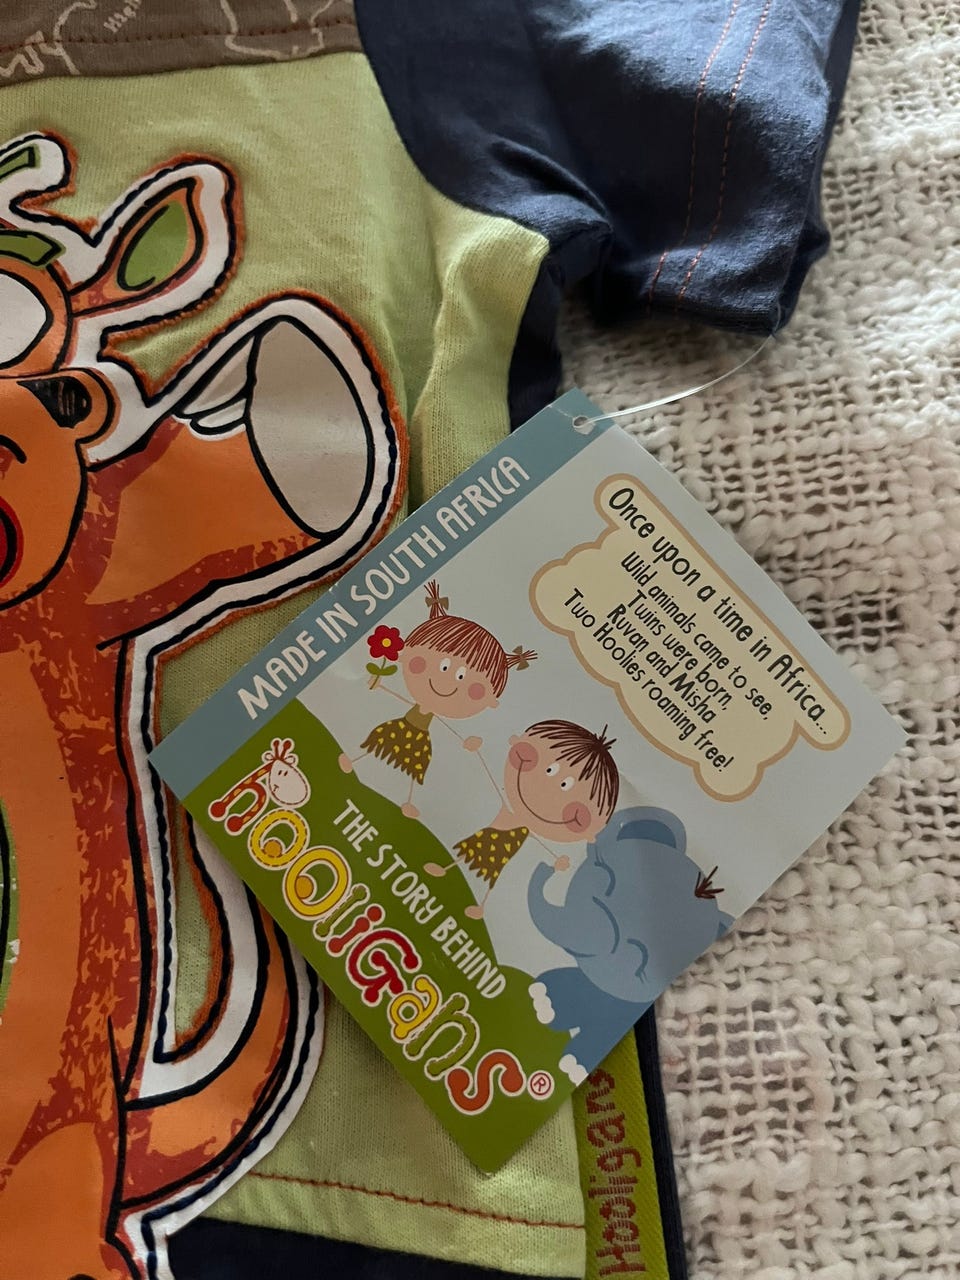 MADE IN SOUTH AFRICA
Once upon a time in Africa...
Wild animals came to see,
Twins were born,
Ruvan and Misha
Two Hoolies roaming free!
THE STORY BEHIND
hooligans®
Hooligans